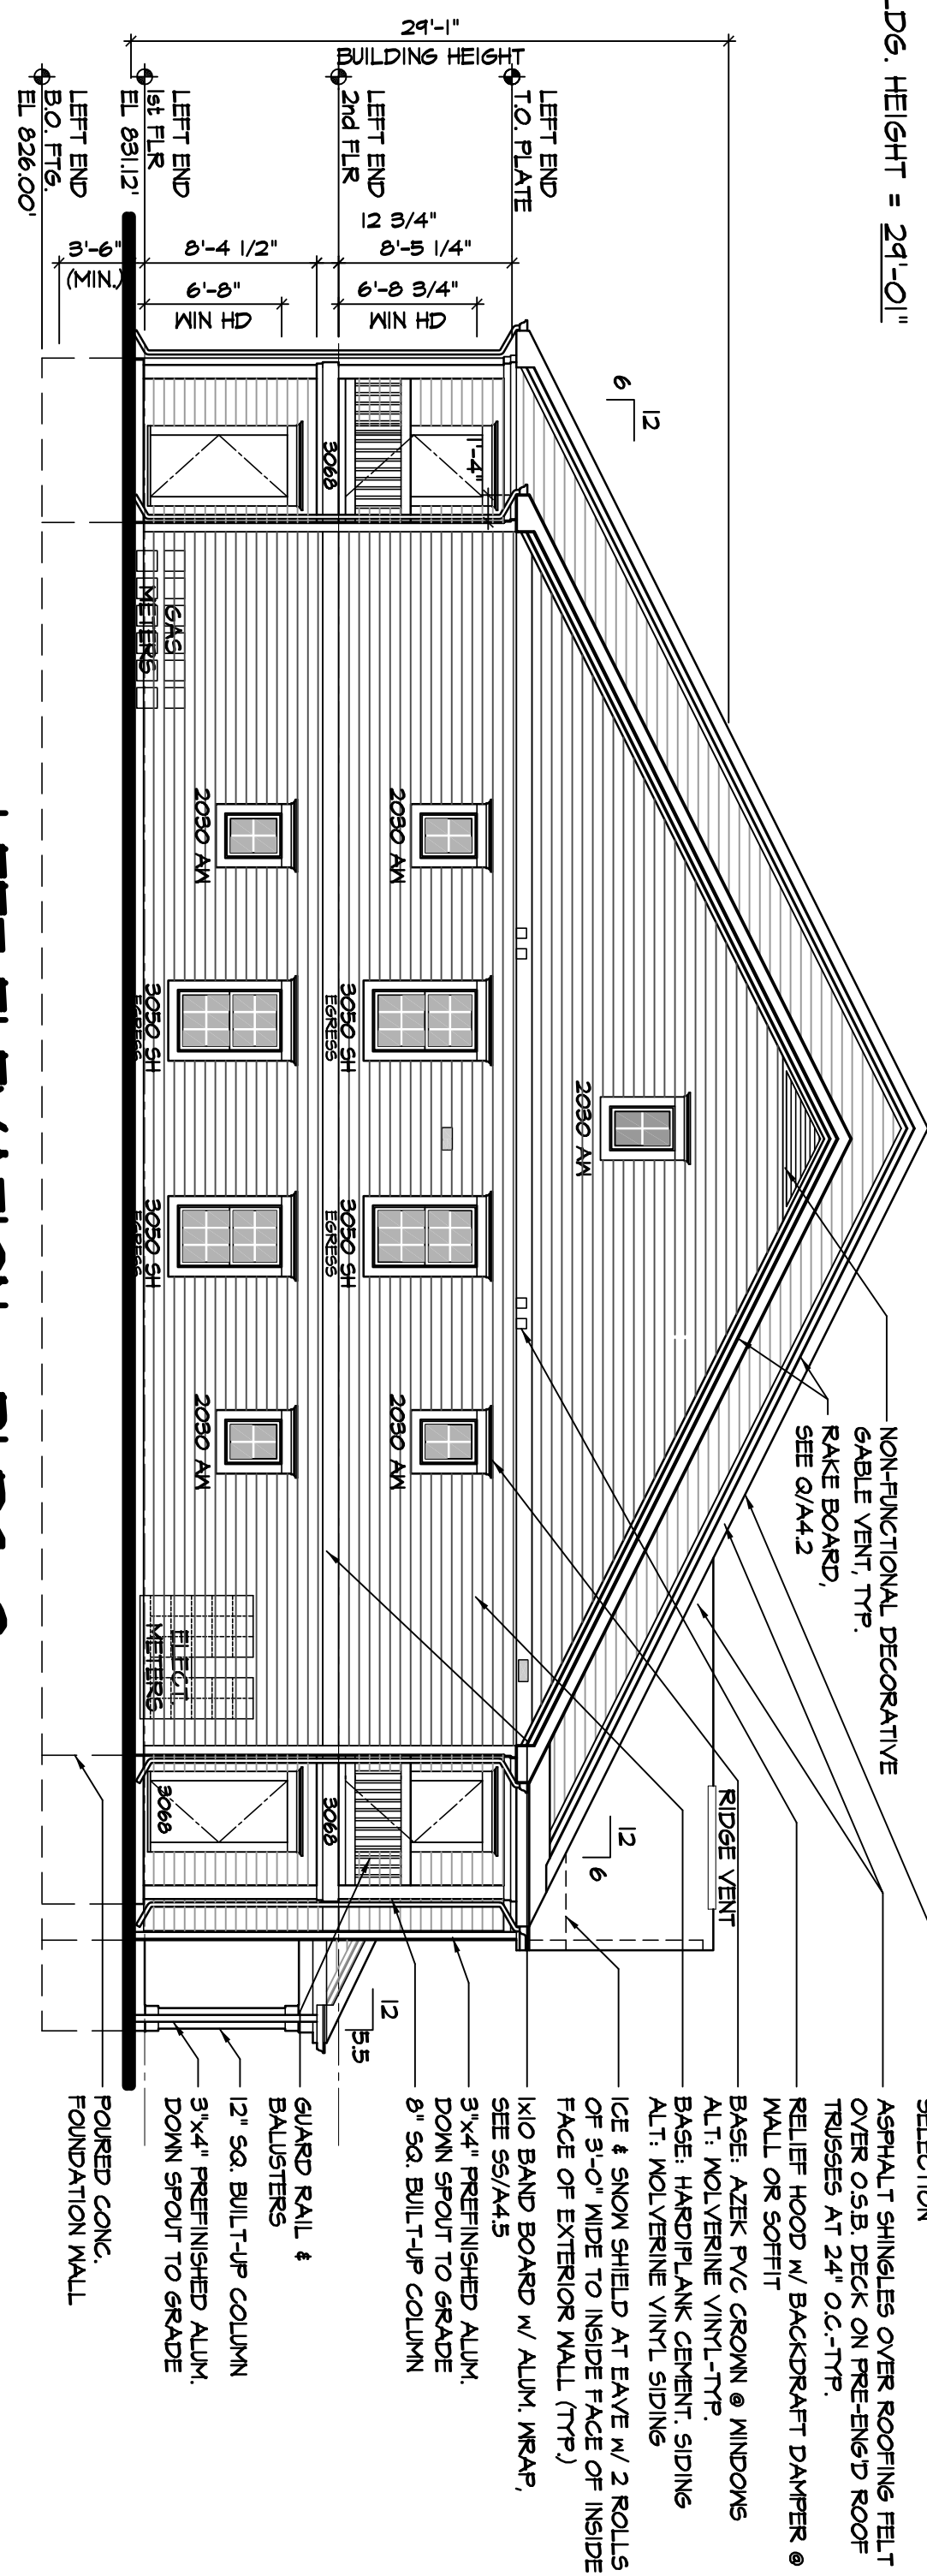 LDG. HEIGHT = 29'-01"
29'-1"
BUILDING HEIGHT
LEFT END
T.O. PLATE
LEFT END
2nd FLR
LEFT END
1st FLR
EL 831.12'
LEFT END
B.O. FTG.
EL 826.00'
12 3/4"
8'-5 1/4"
8'-4 1/2"
3'-6"
(MIN.)
6'-8 3/4"
WIN HD
6'-8"
WIN HD
6
12
1'-4"
3068
GAS
METERS
2030 AW
2030 AW
2030 AW
3050 SH
EGRESS
3050 SH
EGRESS
3050 SH
EGRESS
3050 SH
EGRESS
2030 AW
2030 AW
ELECT.
METERS
3068
3068
RIDGE VENT
12
6
12
5.5
NON-FUNCTIONAL DECORATIVE
GABLE VENT, TYP.
RAKE BOARD,
SEE Q/A4.2
SELECTION
ASPHALT SHINGLES OVER ROOFING FELT
OVER O.S.B. DECK ON PRE-ENG'D ROOF
TRUSSES AT 24" O.C.-TYP.
RELIEF HOOD W/ BACKDRAFT DAMPER @
WALL OR SOFFIT
BASE: AZEK PVC CROWN @ WINDOWS
ALT: WOLVERINE VINYL-TYP.
BASE: HARDIPLANK CEMENT. SIDING
ALT: WOLVERINE VINYL SIDING
ICE & SNOW SHIELD AT EAVE W/ 2 ROLLS
OF 3'-0" WIDE TO INSIDE FACE OF INSIDE
FACE OF EXTERIOR WALL (TYP.)
1x10 BAND BOARD W/ ALUM. WRAP,
SEE SS/A4.5
3"x4" PREFINISHED ALUM.
DOWN SPOUT TO GRADE
8" SQ. BUILT-UP COLUMN
GUARD RAIL &
BALUSTERS
12" SQ. BUILT-UP COLUMN
3"x4" PREFINISHED ALUM.
DOWN SPOUT TO GRADE
POURED CONC.
FOUNDATION WALL